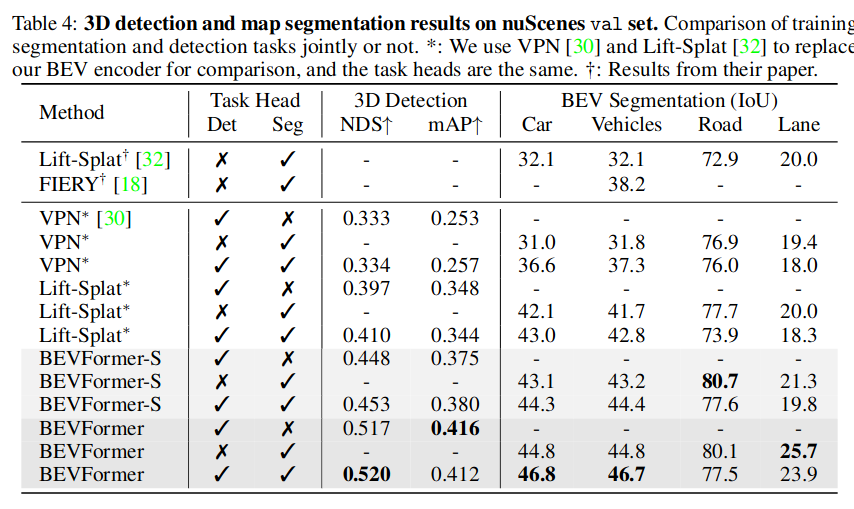 Table 4: 3D detection and map segmentation results on nuScenes val set. Comparison of training
segmentation and detection tasks jointly or not. *: We use VPN [30] and Lift-Splat [32] to replace
our BEV encoder for comparison, and the task heads are the same. †: Results from their paper.
Method Task Head 3D Detection BEV Segmentation (IoU)
Det Seg NDS↑ mAP↑ Car Vehicles Road Lane
Lift-Splat† [32] ✗ ✓ - - 32.1 32.1 72.9 20.0
FIERY† [18] ✗ ✓ - - - 38.2 - -
VPN* [30] ✓ ✗ 0.333 0.253 - - - -
VPN* ✗ ✓ - - 31.0 31.8 76.9 19.4
VPN* ✓ ✓ 0.334 0.257 36.6 37.3 76.0 18.0
Lift-Splat* ✓ ✗ 0.397 0.348 - - - -
Lift-Splat* ✗ ✓ - - 42.1 41.7 77.7 20.0
Lift-Splat* ✓ ✓ 0.410 0.344 43.0 42.8 73.9 18.3
BEVFormer-S ✓ ✗ 0.448 0.375 - - - -
BEVFormer-S ✗ ✓ - - 43.1 43.2 80.7 21.3
BEVFormer-S ✓ ✓ 0.453 0.380 44.3 44.4 77.6 19.8
BEVFormer ✓ ✗ 0.517 0.416 - - - -
BEVFormer ✗ ✓ - - 44.8 44.8 80.1 25.7
BEVFormer ✓ ✓ 0.520 0.412 46.8 46.7 77.5 23.9